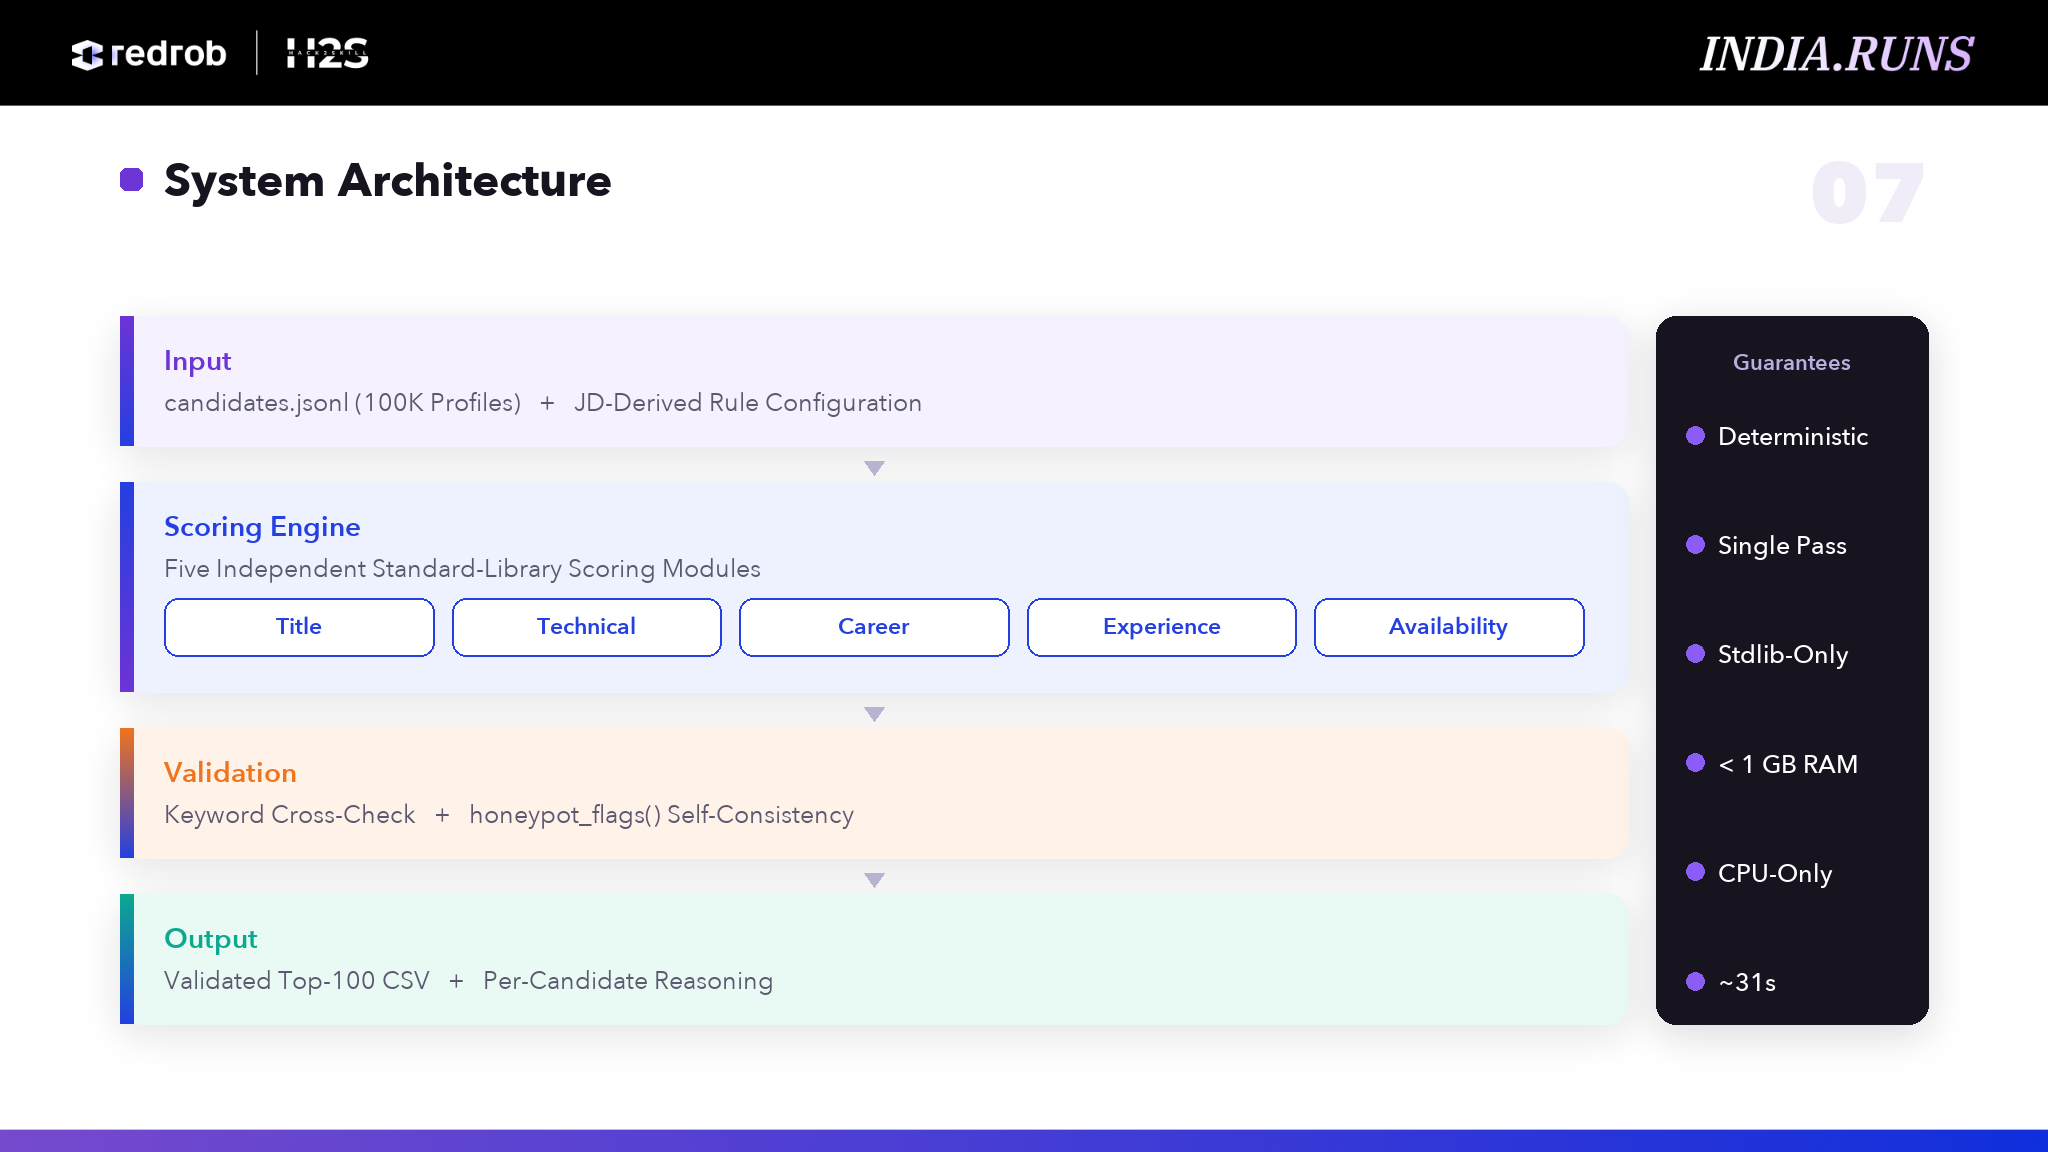 redrob
H2S
HACK2SKILL
INDIA.RUNS
System Architecture
07
Input
candidates.jsonl (100K Profiles) + JD-Derived Rule Configuration
Scoring Engine
Five Independent Standard-Library Scoring Modules
Title
Technical
Career
Experience
Availability
Validation
Keyword Cross-Check + honeypot_flags() Self-Consistency
Output
Validated Top-100 CSV + Per-Candidate Reasoning
Guarantees
Deterministic
Single Pass
Stdlib-Only
< 1 GB RAM
CPU-Only
~31s